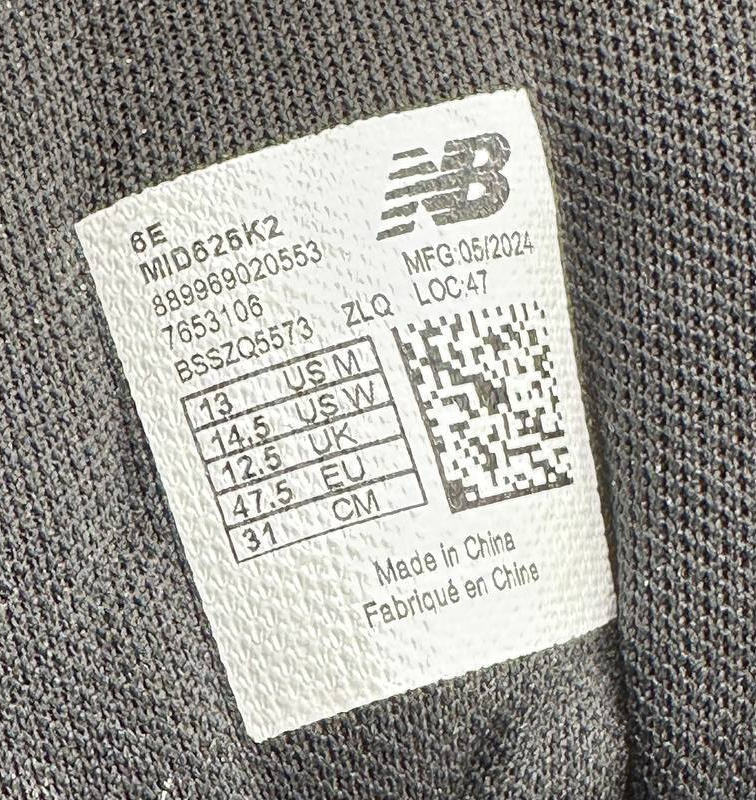 NB
6E
MID626K2
889969020553
7653106
BSSZQ5573 ZLQ
MFG:05/2024
LOC:47
13 US M
14.5 US W
12.5 UK
47.5 EU
31 CM
Made in China
Fabriqué en Chine